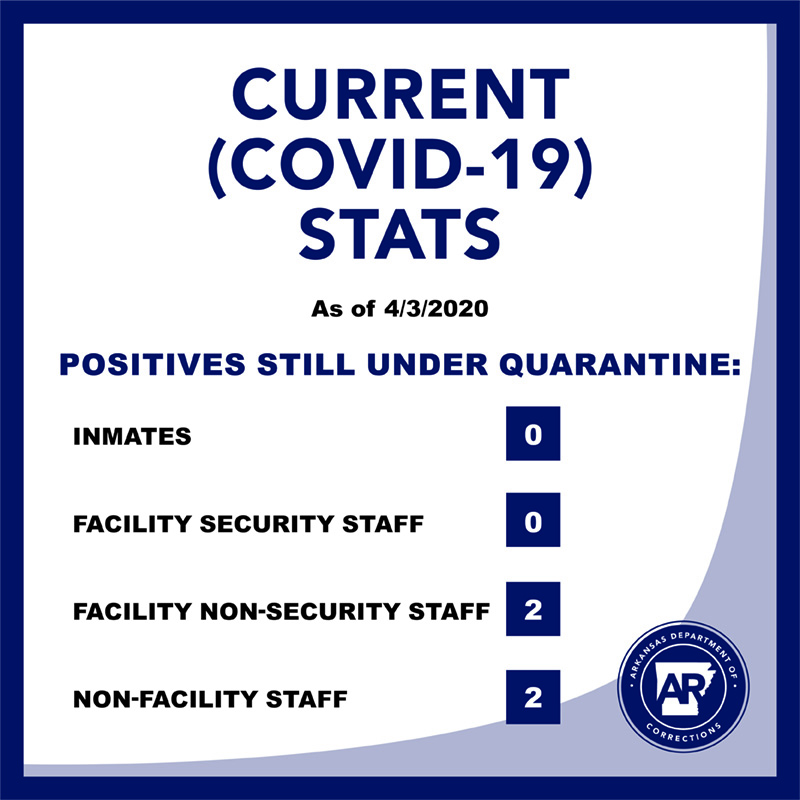 CURRENT
(COVID-19)
STATS
As of 4/3/2020
POSITIVES STILL UNDER QUARANTINE:
INMATES 0
FACILITY SECURITY STAFF 0
FACILITY NON-SECURITY STAFF 2
NON-FACILITY STAFF 2
ARKANSAS DEPARTMENT OF
AR
CORRECTIONS